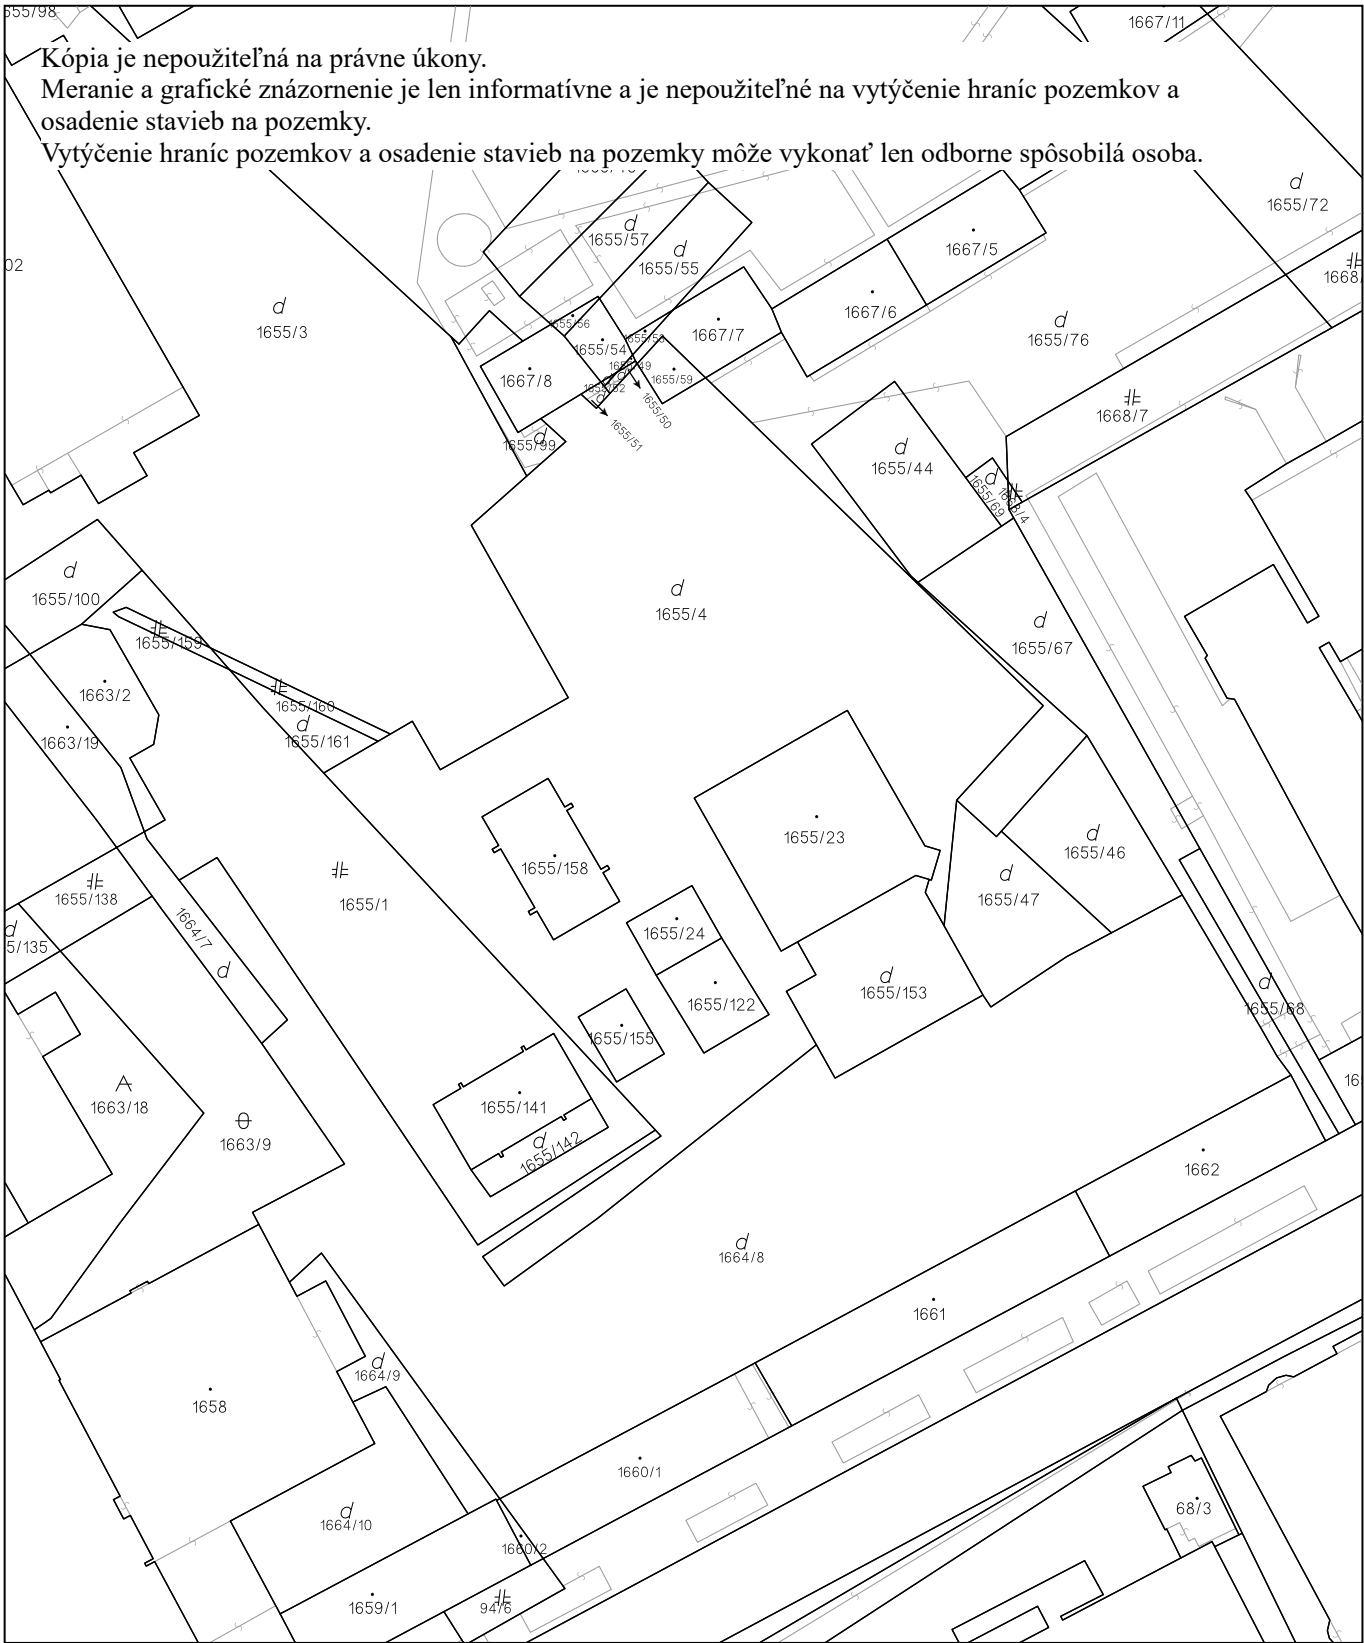 Kópia je nepoužiteľná na právne úkony.
Meranie a grafické znázornenie je len informatívne a je nepoužiteľné na vytýčenie hraníc pozemkov a
osadenie stavieb na pozemky.
Vytýčenie hraníc pozemkov a osadenie stavieb na pozemky môže vykonať len odborne spôsobilá osoba.
1667/11
d
1655/72
02
d
1655/3
d
1655/57
d
1655/55
1667/5
1667/6
1668/
d
1655/76
1655/56
1667/7
1655/54
1667/8
1655/59
1655/50
1655/51
1668/7
d
1655/99
d
1655/44
d
1655/69
d
1655/100
d
1655/4
d
1655/67
1655/159
1663/2
1655/160
d
1655/161
1663/19
1655/23
d
1655/46
1655/158
1655/138
1655/1
d
1655/47
d
5/135
1664/7
d
1655/24
1655/122
d
1655/153
d
1655/68
1655/155
A
1663/18
1655/141
d
1655/142
1663/9
1662
d
1664/8
1661
d
1664/9
1658
1660/1
d
1664/10
68/3
1660/2
1659/1
94/6